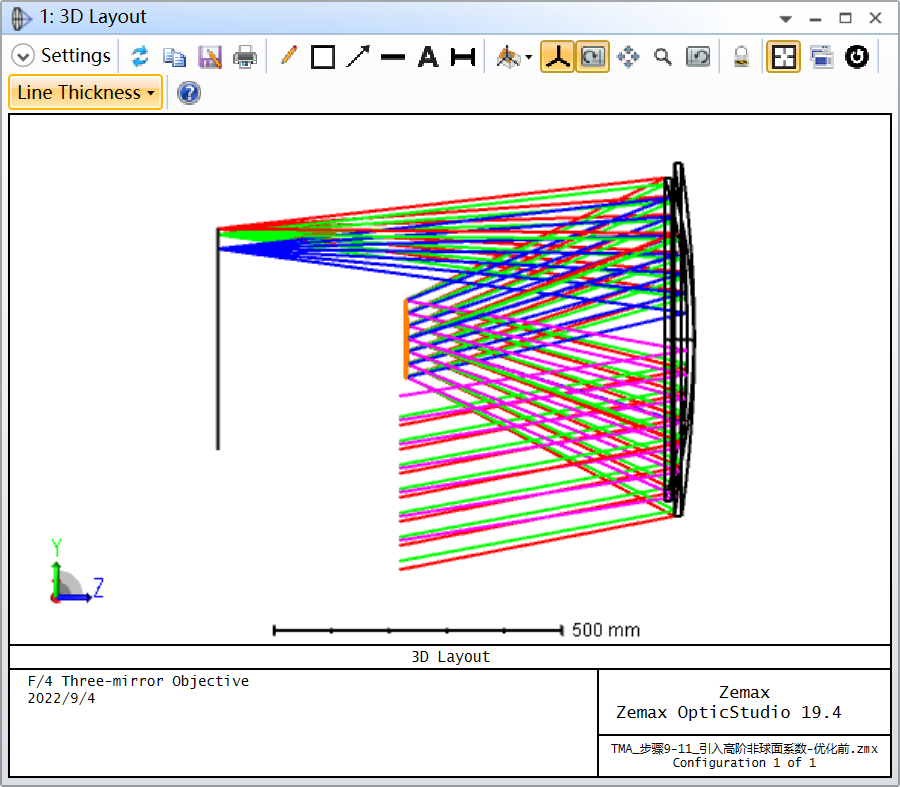 1: 3D Layout
Settings
A
Line Thickness
?
Y
Z
500 mm
3D Layout
F/4 Three-mirror Objective
2022/9/4
Zemax
Zemax OpticStudio 19.4
TMA_步骤9-11_引入高阶非球面系数-优化前.zmx
Configuration 1 of 1